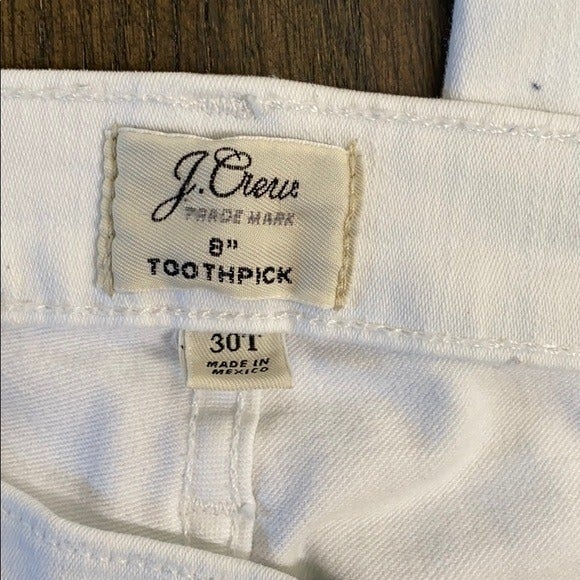 J.Crew
TRADE MARK
8"
TOOTHPICK
30T
MADE IN
MEXICO